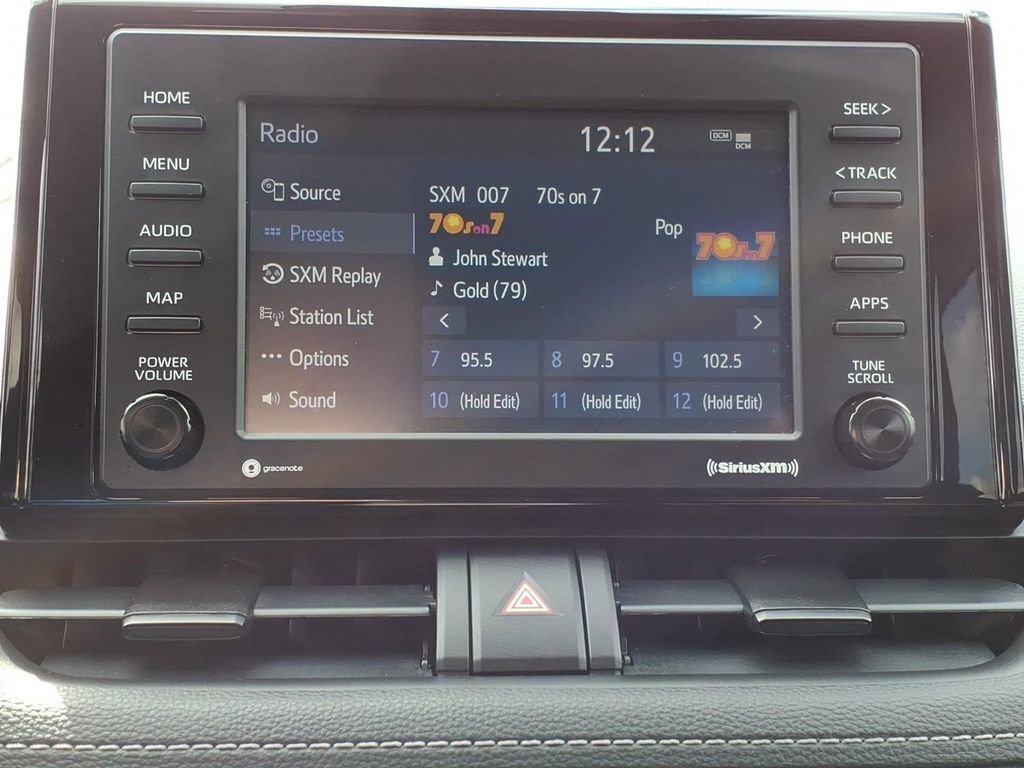 HOME
MENU
AUDIO
MAP
POWER
VOLUME
Radio
12:12
DCM
DCM
Source
Presets
SXM Replay
Station List
Options
Sound
SXM 007 70s on 7
70s on 7
Pop
70s on 7
John Stewart
Gold (79)
< >
7 95.5
8 97.5
9 102.5
10 (Hold Edit)
11 (Hold Edit)
12 (Hold Edit)
SEEK >
< TRACK
PHONE
APPS
TUNE
SCROLL
g gracenote
((SiriusXM))